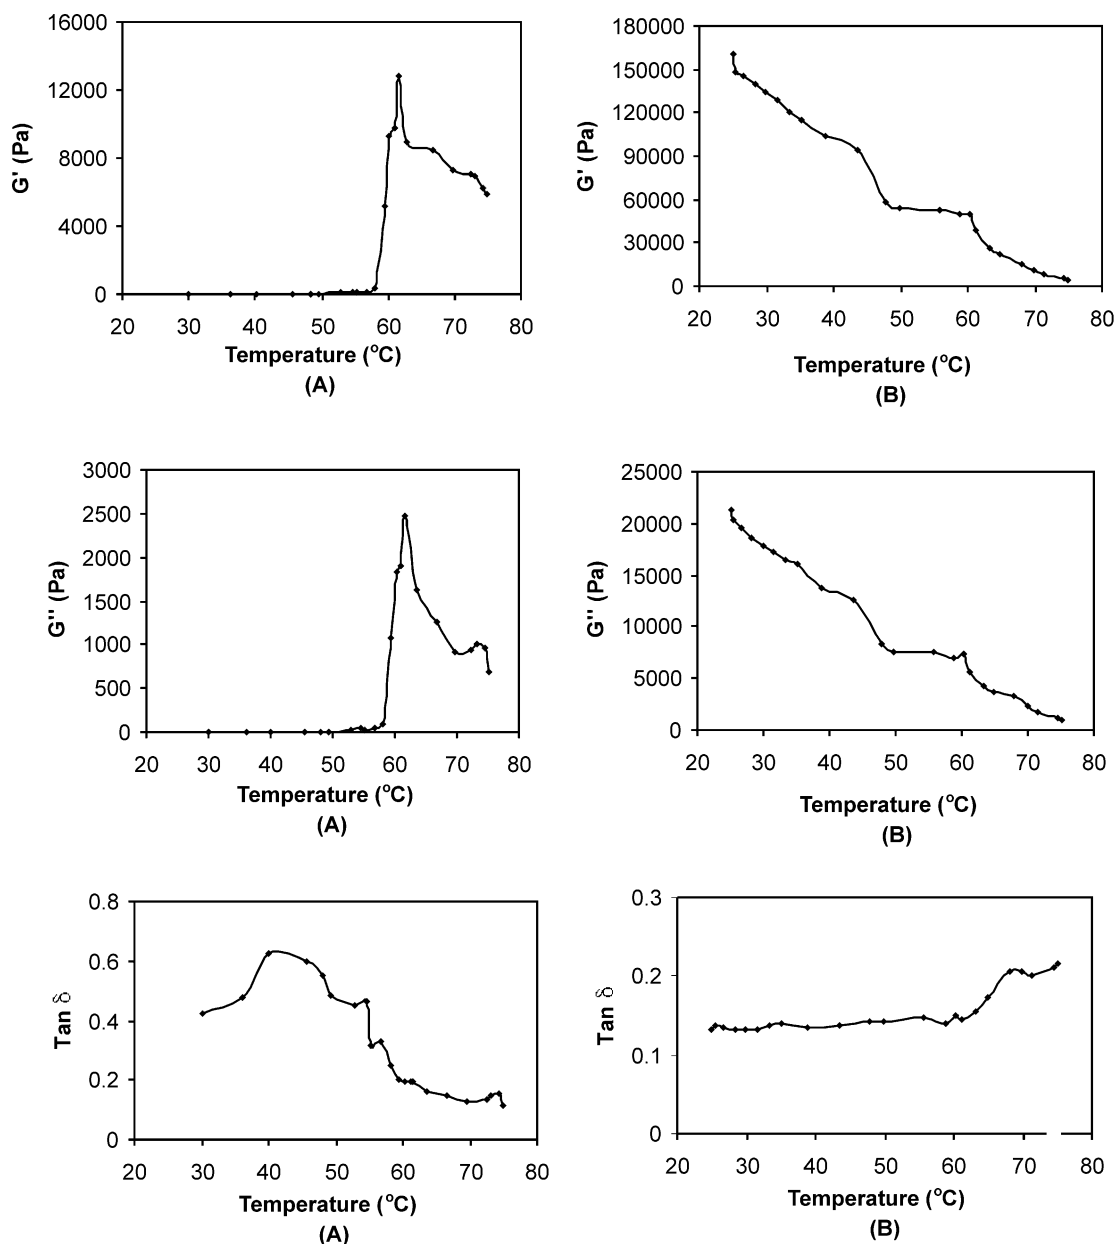 16000
12000
8000
4000
0
G' (Pa)
20 30 40 50 60 70 80
Temperature (°C)
(A)
180000
150000
120000
90000
60000
30000
0
G' (Pa)
20 30 40 50 60 70 80
Temperature (°C)
(B)
3000
2500
2000
1500
1000
500
0
G'' (Pa)
20 30 40 50 60 70 80
Temperature (°C)
(A)
25000
20000
15000
10000
5000
0
G'' (Pa)
20 30 40 50 60 70 80
Temperature (°C)
(B)
0.8
0.6
0.4
0.2
0
Tan δ
20 30 40 50 60 70 80
Temperature (°C)
(A)
0.3
0.2
0.1
0
Tan δ
20 30 40 50 60 70 80
Temperature (°C)
(B)